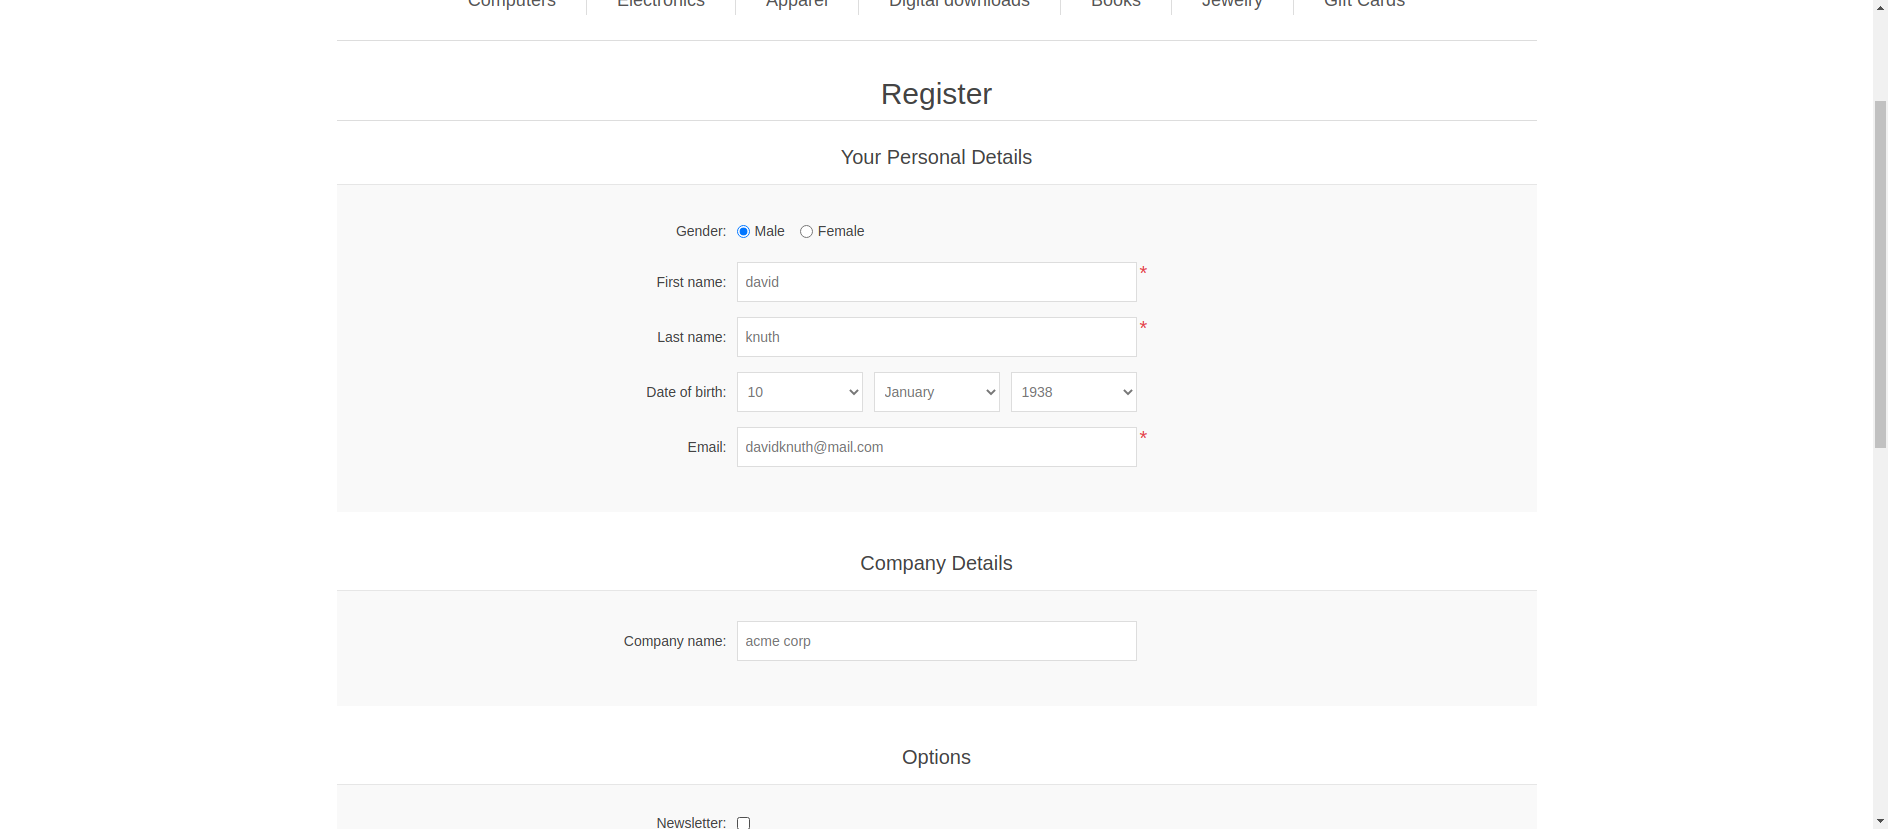 Computers Electronics Apparel Digital downloads Books Jewelry Gift Cards
Register
Your Personal Details
Gender: Male Female
First name: david *
Last name: knuth *
Date of birth: 10 January 1938
Email: davidknuth@mail.com *
Company Details
Company name: acme corp
Options
Newsletter: